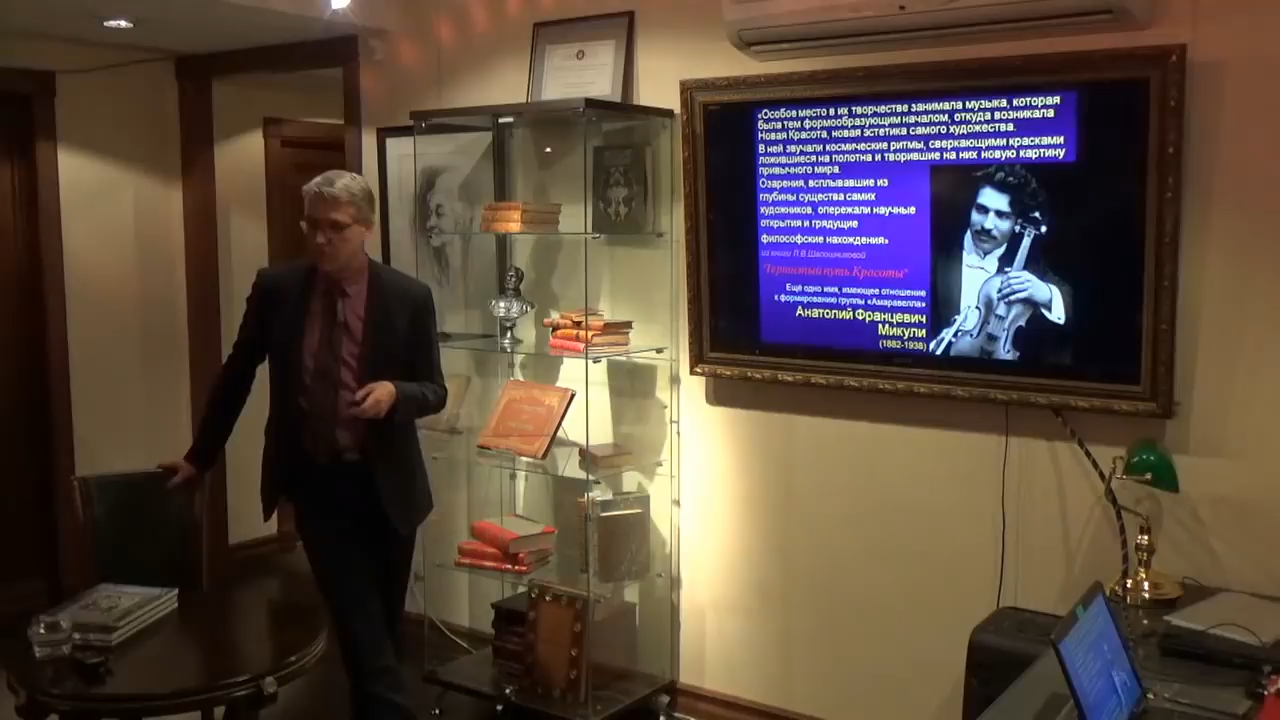 «Особое место в их творчестве занимала музыка, которая
была тем формообразующим началом, откуда возникала
Новая Красота, новая эстетика самого художества.
В ней звучали космические ритмы, сверкающими красками
ложившиеся на полотна и творившие на них новую картину
привычного мира.
Озарения, всплывавшие из
глубины существа самих
художников, опережали научные
открытия и грядущие
философские нахождения»
из книги Л.В.Шапошниковой
"Тернистый путь Красоты"
Ещё одно имя, имеющее отношение
к формированию группы «Амаравелла»
Анатолий Францевич
Микули
(1882-1938)